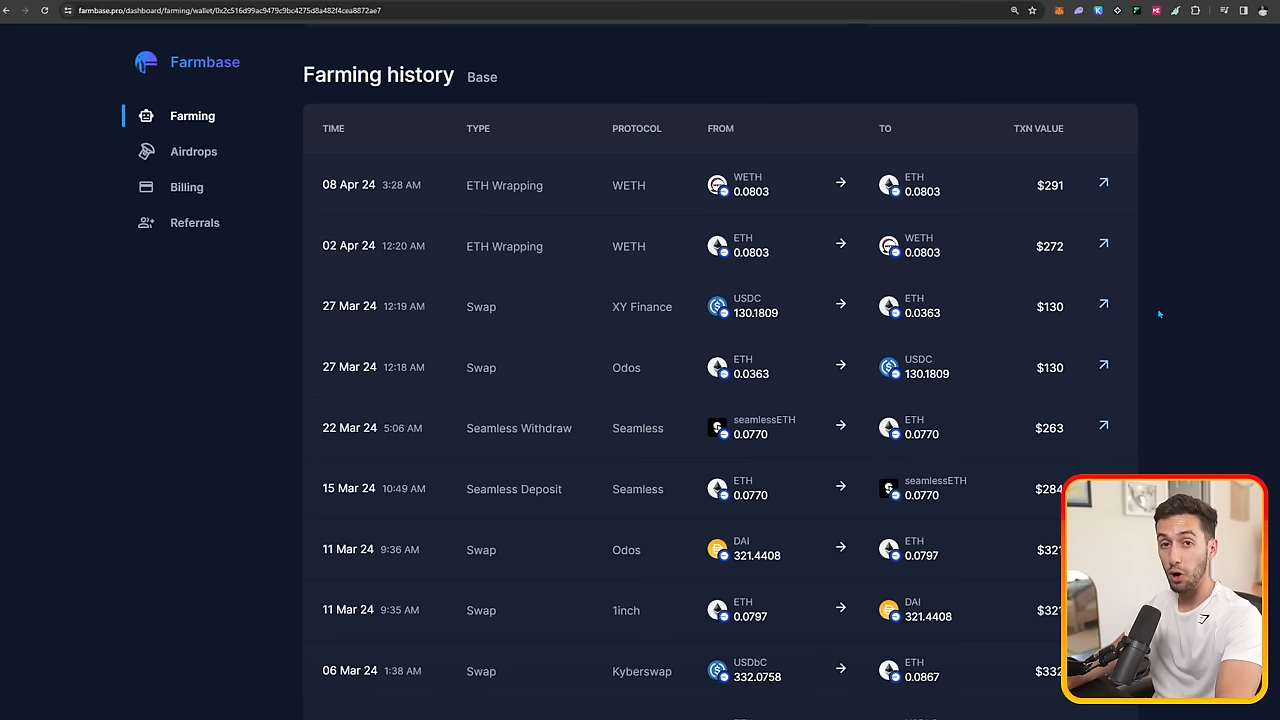 farmbase.pro/dashboard/farming/wallet/0x2c516d99ac9479c9bc4275d8a482f4cea8872ae7
Farmbase
Farming
Airdrops
Billing
Referrals
Farming history Base
TIME TYPE PROTOCOL FROM TO TXN VALUE
08 Apr 24 3:28 AM ETH Wrapping WETH WETH 0.0803 → ETH 0.0803 $291
02 Apr 24 12:20 AM ETH Wrapping WETH ETH 0.0803 → WETH 0.0803 $272
27 Mar 24 12:19 AM Swap XY Finance USDC 130.1809 → ETH 0.0363 $130
27 Mar 24 12:18 AM Swap Odos ETH 0.0363 → USDC 130.1809 $130
22 Mar 24 5:06 AM Seamless Withdraw Seamless seamlessETH 0.0770 → ETH 0.0770 $263
15 Mar 24 10:49 AM Seamless Deposit Seamless ETH 0.0770 → seamlessETH 0.0770 $284
11 Mar 24 9:36 AM Swap Odos DAI 321.4408 → ETH 0.0797 $321
11 Mar 24 9:35 AM Swap 1inch ETH 0.0797 → DAI 321.4408 $321
06 Mar 24 1:38 AM Swap Kyberswap USDbC 332.0758 → ETH 0.0867 $332